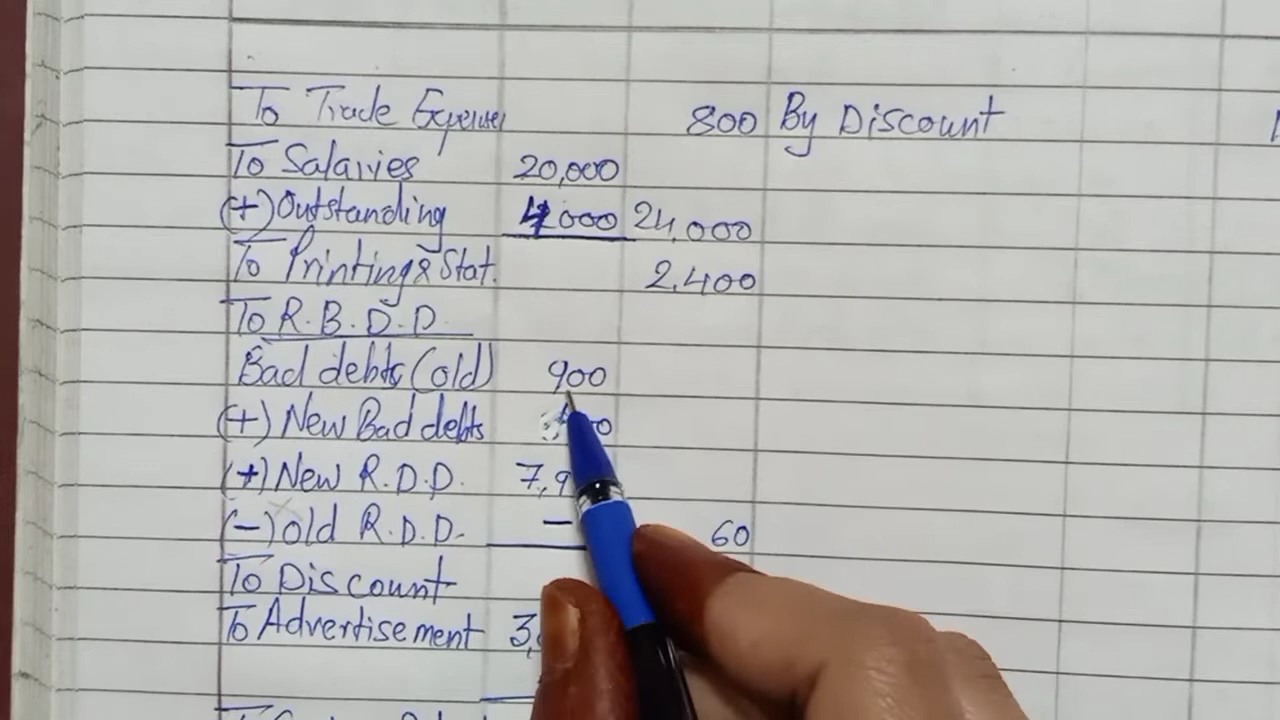 To Trade Expenses 800 By Discount
To Salaries 20,000
(+) Outstanding 4000 24,000
To Printing & Stat. 2,400
To R.B.D.D.
Bad debts (old) 900
(+) New Bad debts
(+) New R.D.D.
(-) Old R.D.D. - 60
To Discount
To Advertisement